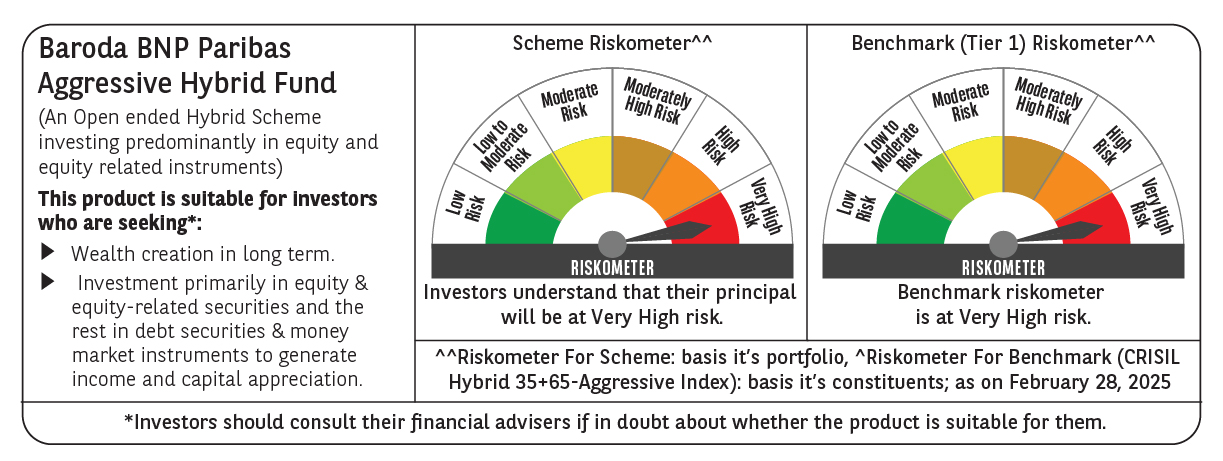 Baroda BNP Paribas
Aggressive Hybrid Fund
(An Open ended Hybrid Scheme
investing predominantly in equity and
equity related instruments)
This product is suitable for investors
who are seeking*:
Wealth creation in long term.
Investment primarily in equity &
equity-related securities and the
rest in debt securities & money
market instruments to generate
income and capital appreciation.
Scheme Riskometer^^
Low
Risk
Low to
Moderate
Risk
Moderate
Risk
Moderately
High Risk
High
Risk
Very High
Risk
RISKOMETER
Investors understand that their principal
will be at Very High risk.
Benchmark (Tier 1) Riskometer^^
Low
Risk
Low to
Moderate
Risk
Moderate
Risk
Moderately
High Risk
High
Risk
Very High
Risk
RISKOMETER
Benchmark riskometer
is at Very High risk.
^^Riskometer For Scheme: basis it's portfolio, ^Riskometer For Benchmark (CRISIL
Hybrid 35+65-Aggressive Index): basis it's constituents; as on February 28, 2025
*Investors should consult their financial advisers if in doubt about whether the product is suitable for them.